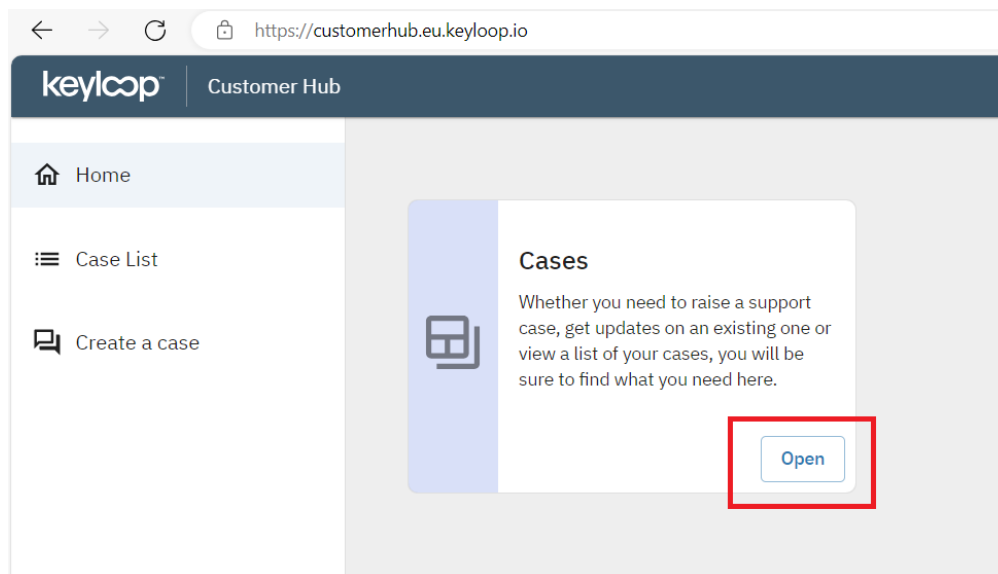 https://customerhub.eu.keyloop.io
keyloop™ Customer Hub
Home
Case List
Create a case
Cases
Whether you need to raise a support
case, get updates on an existing one or
view a list of your cases, you will be
sure to find what you need here.
Open